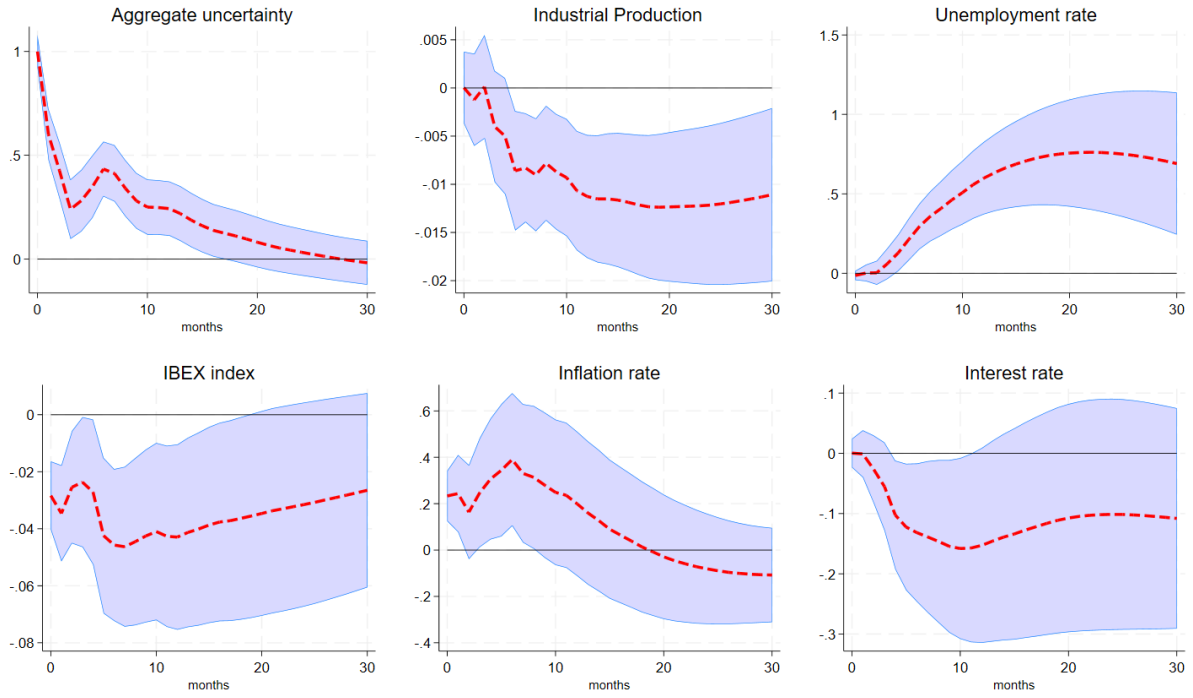 Aggregate uncertainty
1
.5
0
0 10 20 30
months
Industrial Production
.005
0
-.005
-.01
-.015
-.02
0 10 20 30
months
Unemployment rate
1.5
1
.5
0
0 10 20 30
months
IBEX index
0
-.02
-.04
-.06
-.08
0 10 20 30
months
Inflation rate
.6
.4
.2
0
-.2
-.4
0 10 20 30
months
Interest rate
.1
0
-.1
-.2
-.3
0 10 20 30
months